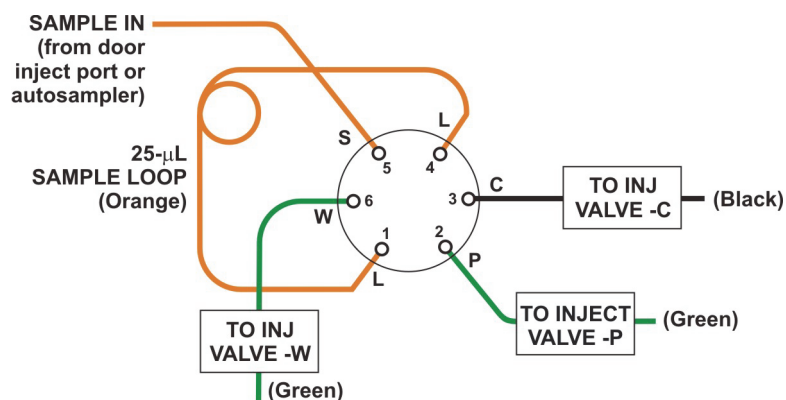 SAMPLE IN
(from door
inject port or
autosampler)
25-μL
SAMPLE LOOP
(Orange)
S
L
5
4
6
W
3
C
1
2
L
P
TO INJ
VALVE -C
(Black)
TO INJECT
VALVE -P
(Green)
TO INJ
VALVE -W
(Green)